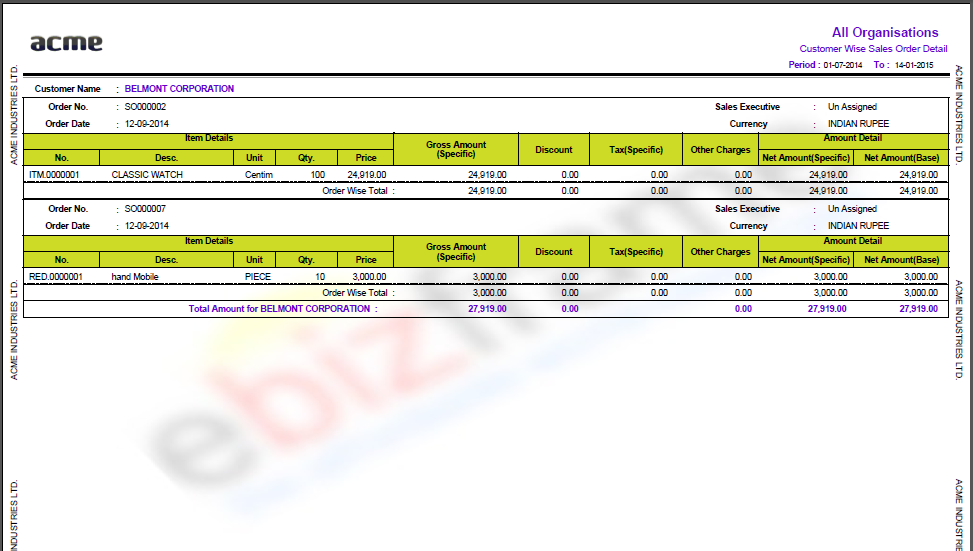 acme
All Organisations
Customer Wise Sales Order Detail
Period : 01-07-2014 To : 14-01-2015
ACME INDUSTRIES LTD.
ACME INDUSTRIES LTD.
Customer Name : BELMONT CORPORATION
Order No. : SO000002 Sales Executive : Un Assigned
Order Date : 12-09-2014 Currency : INDIAN RUPEE
Item Details Gross Amount (Specific) Discount Tax(Specific) Other Charges Amount Detail
No. Desc. Unit Qty. Price Net Amount(Specific) Net Amount(Base)
ITM.0000001 CLASSIC WATCH Centim 100 24,919.00 24,919.00 0.00 0.00 0.00 24,919.00 24,919.00
Order Wise Total : 24,919.00 0.00 0.00 0.00 24,919.00 24,919.00
Order No. : SO000007 Sales Executive : Un Assigned
Order Date : 12-09-2014 Currency : INDIAN RUPEE
Item Details Gross Amount (Specific) Discount Tax(Specific) Other Charges Amount Detail
No. Desc. Unit Qty. Price Net Amount(Specific) Net Amount(Base)
RED.0000001 hand Mobile PIECE 10 3,000.00 3,000.00 0.00 0.00 0.00 3,000.00 3,000.00
Order Wise Total : 3,000.00 0.00 0.00 0.00 3,000.00 3,000.00
Total Amount for BELMONT CORPORATION : 27,919.00 0.00 0.00 27,919.00 27,919.00
ACME INDUSTRIES LTD.
ACME INDUSTRIES LTD.
INDUSTRIES LTD.
ACME INDUSTRIE
ebizframe